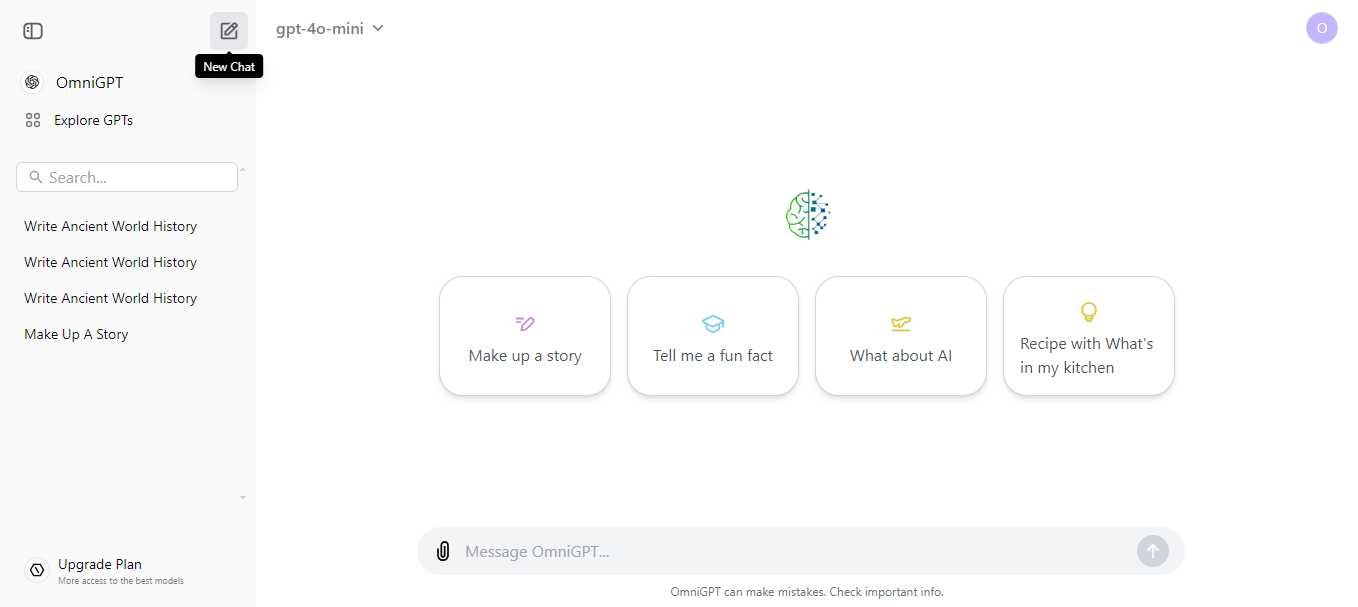 gpt-4o-mini
O
New Chat
OmniGPT
Explore GPTs
Search...
Write Ancient World History
Write Ancient World History
Write Ancient World History
Make Up A Story
Make up a story
Tell me a fun fact
What about AI
Recipe with What's
in my kitchen
Upgrade Plan
More access to the best models
Message OmniGPT...
OmniGPT can make mistakes. Check important info.